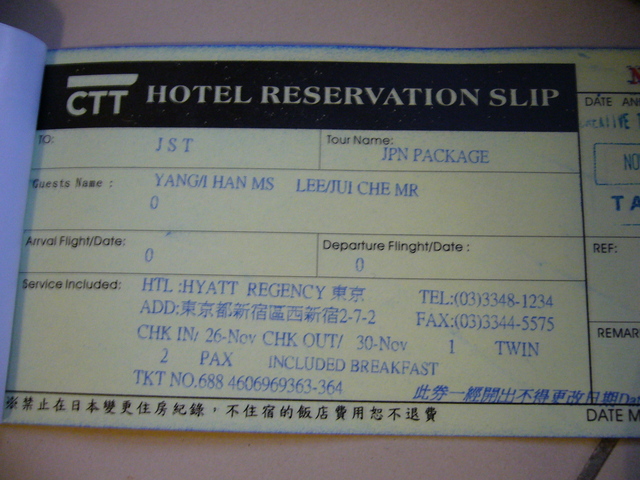 CTT HOTEL RESERVATION SLIP
DATE
TO: J S T
Tour Name: JPN PACKAGE
Guests Name : YANG/I HAN MS LEE/JUI CHE MR
0
Arrval Flight/Date: 0
Departure Flinght/Date : 0
REF:
Service Included: HTL :HYATT REGENCY 東京 TEL:(03)3348-1234
ADD:東京都新宿區西新宿2-7-2 FAX:(03)3344-5575
CHK IN/ 26-Nov CHK OUT/ 30-Nov 1 TWIN
2 PAX INCLUDED BREAKFAST
TKT NO.688 4606969363-364
此券一經開出不得更改日期
※禁止在日本變更住房紀錄，不住宿的飯店費用恕不退費
DATE